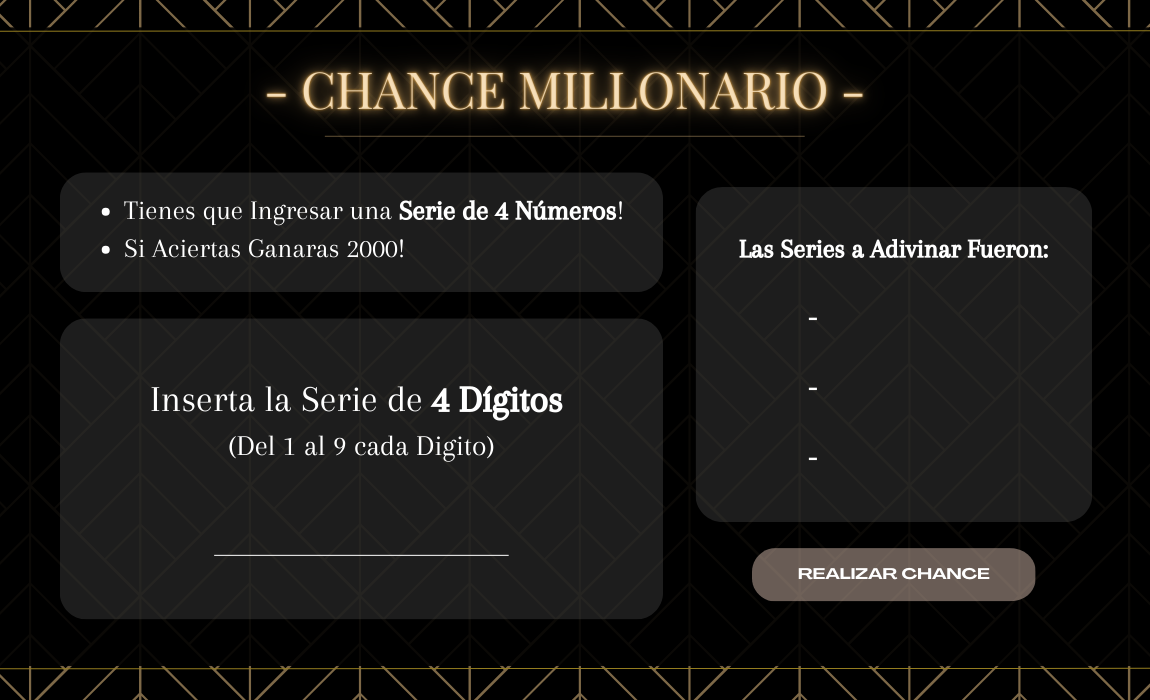 - CHANCE MILLONARIO -
• Tienes que Ingresar una Serie de 4 Números!
• Si Aciertas Ganaras 2000!
Inserta la Serie de 4 Dígitos
(Del 1 al 9 cada Digito)
Las Series a Adivinar Fueron:
-
-
-
REALIZAR CHANCE